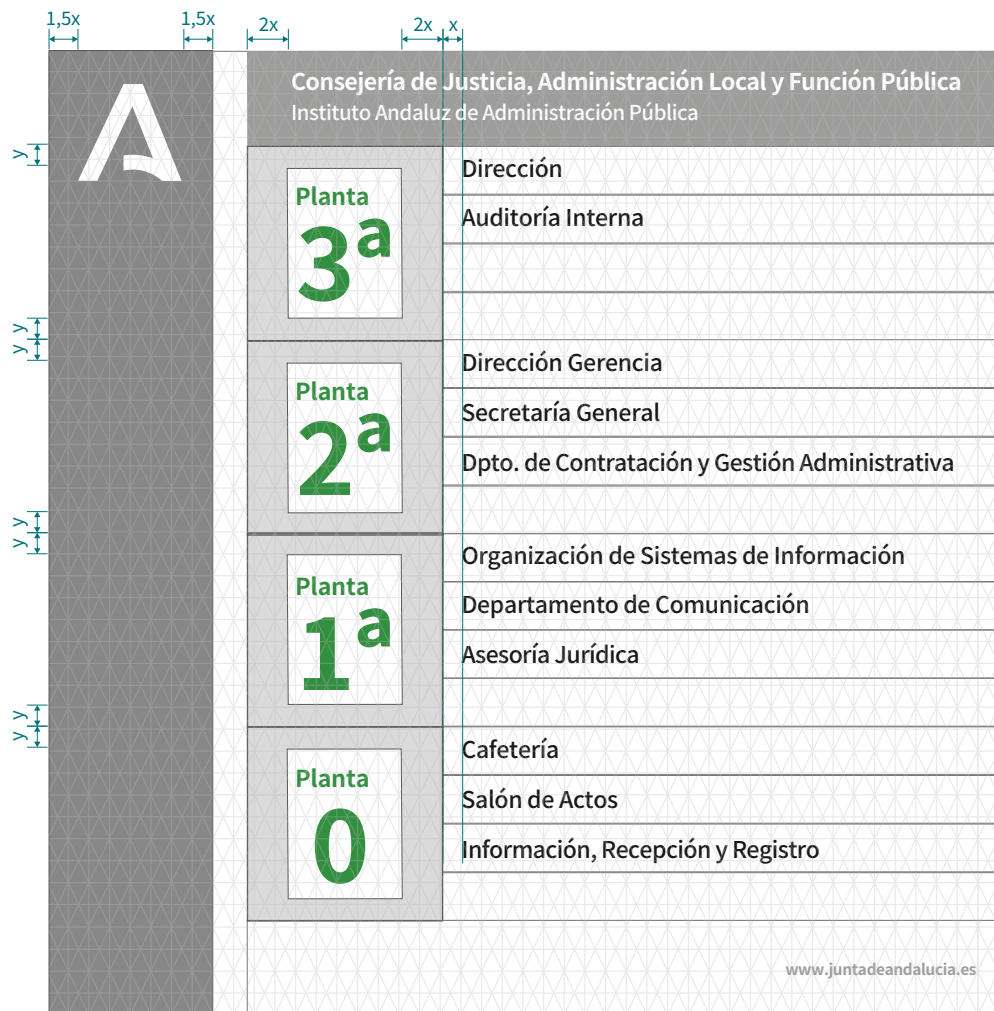 1,5x 1,5x 2x 2x x
Consejería de Justicia, Administración Local y Función Pública
Instituto Andaluz de Administración Pública
y
Planta
3ª
Dirección
Auditoría Interna
y
y
Planta
2ª
Dirección Gerencia
Secretaría General
Dpto. de Contratación y Gestión Administrativa
y
y
Planta
1ª
Organización de Sistemas de Información
Departamento de Comunicación
Asesoría Jurídica
y
y
Planta
0
Cafetería
Salón de Actos
Información, Recepción y Registro
www.juntadeandalucia.es